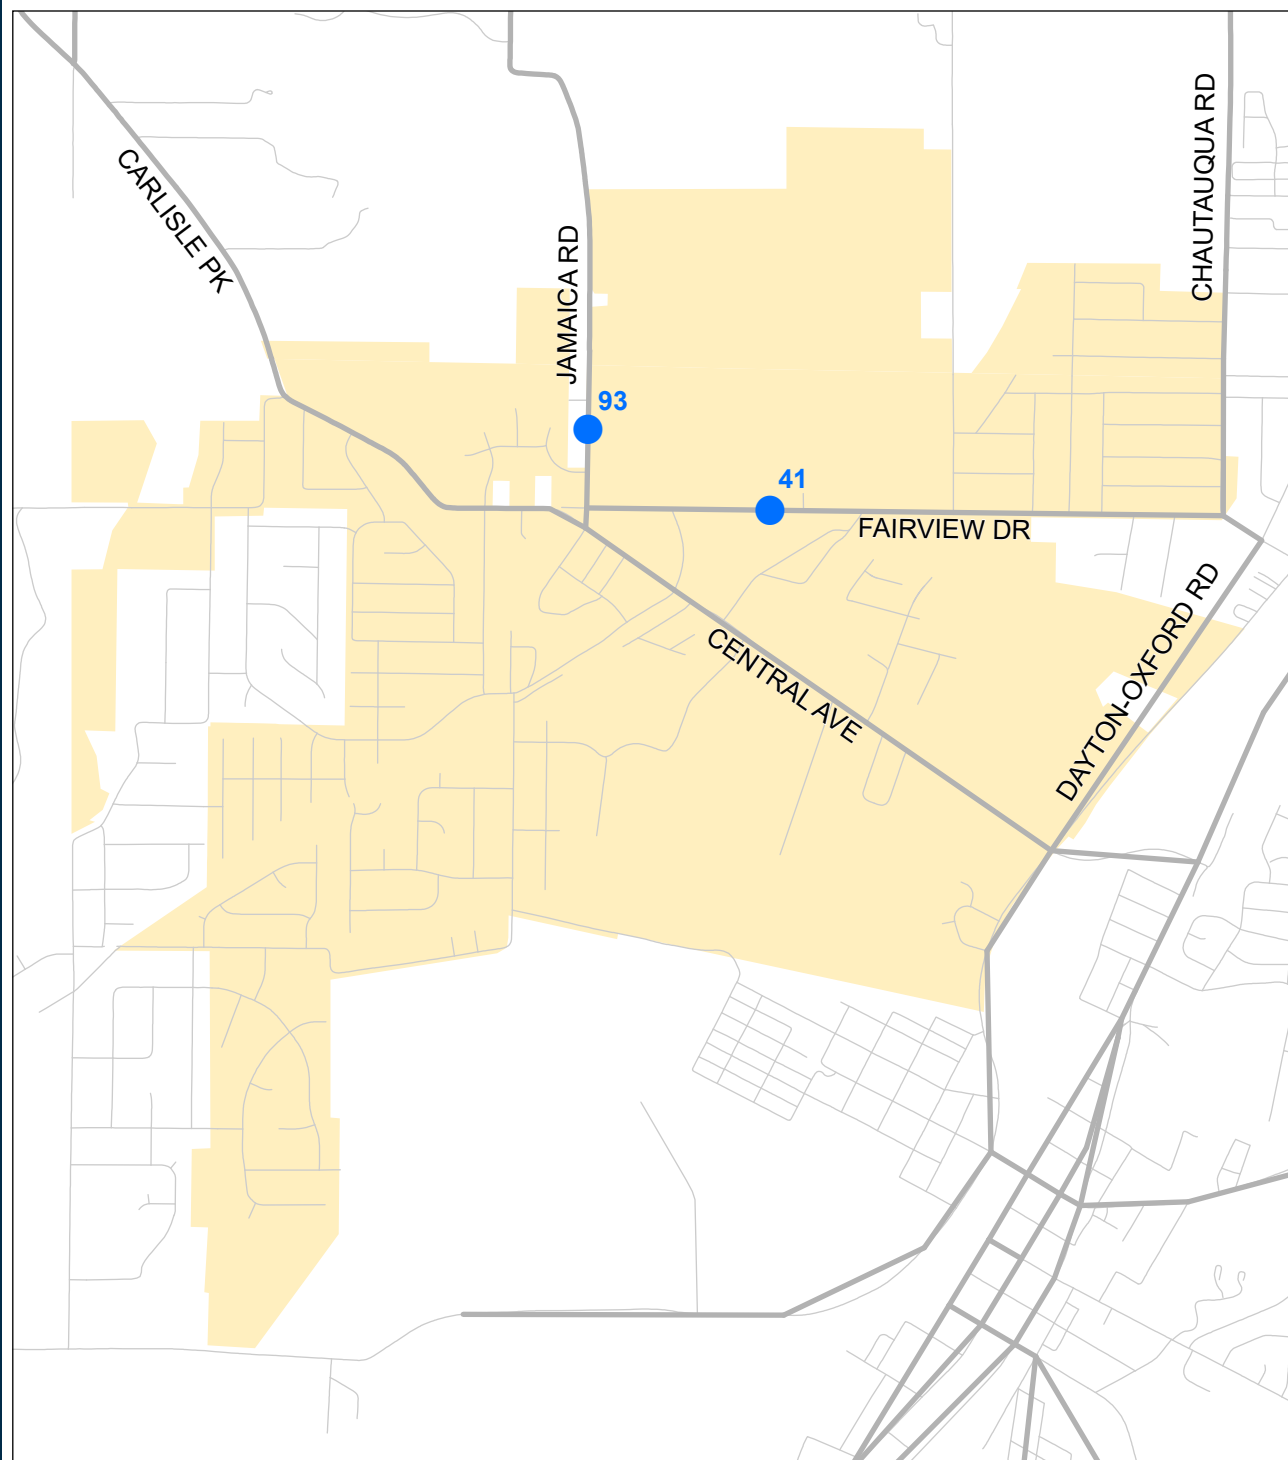 CHAUTAUQUA RD
CARLISLE PK
JAMAICA RD
93
41
FAIRVIEW DR
CENTRAL AVE
DAYTON-OXFORD RD